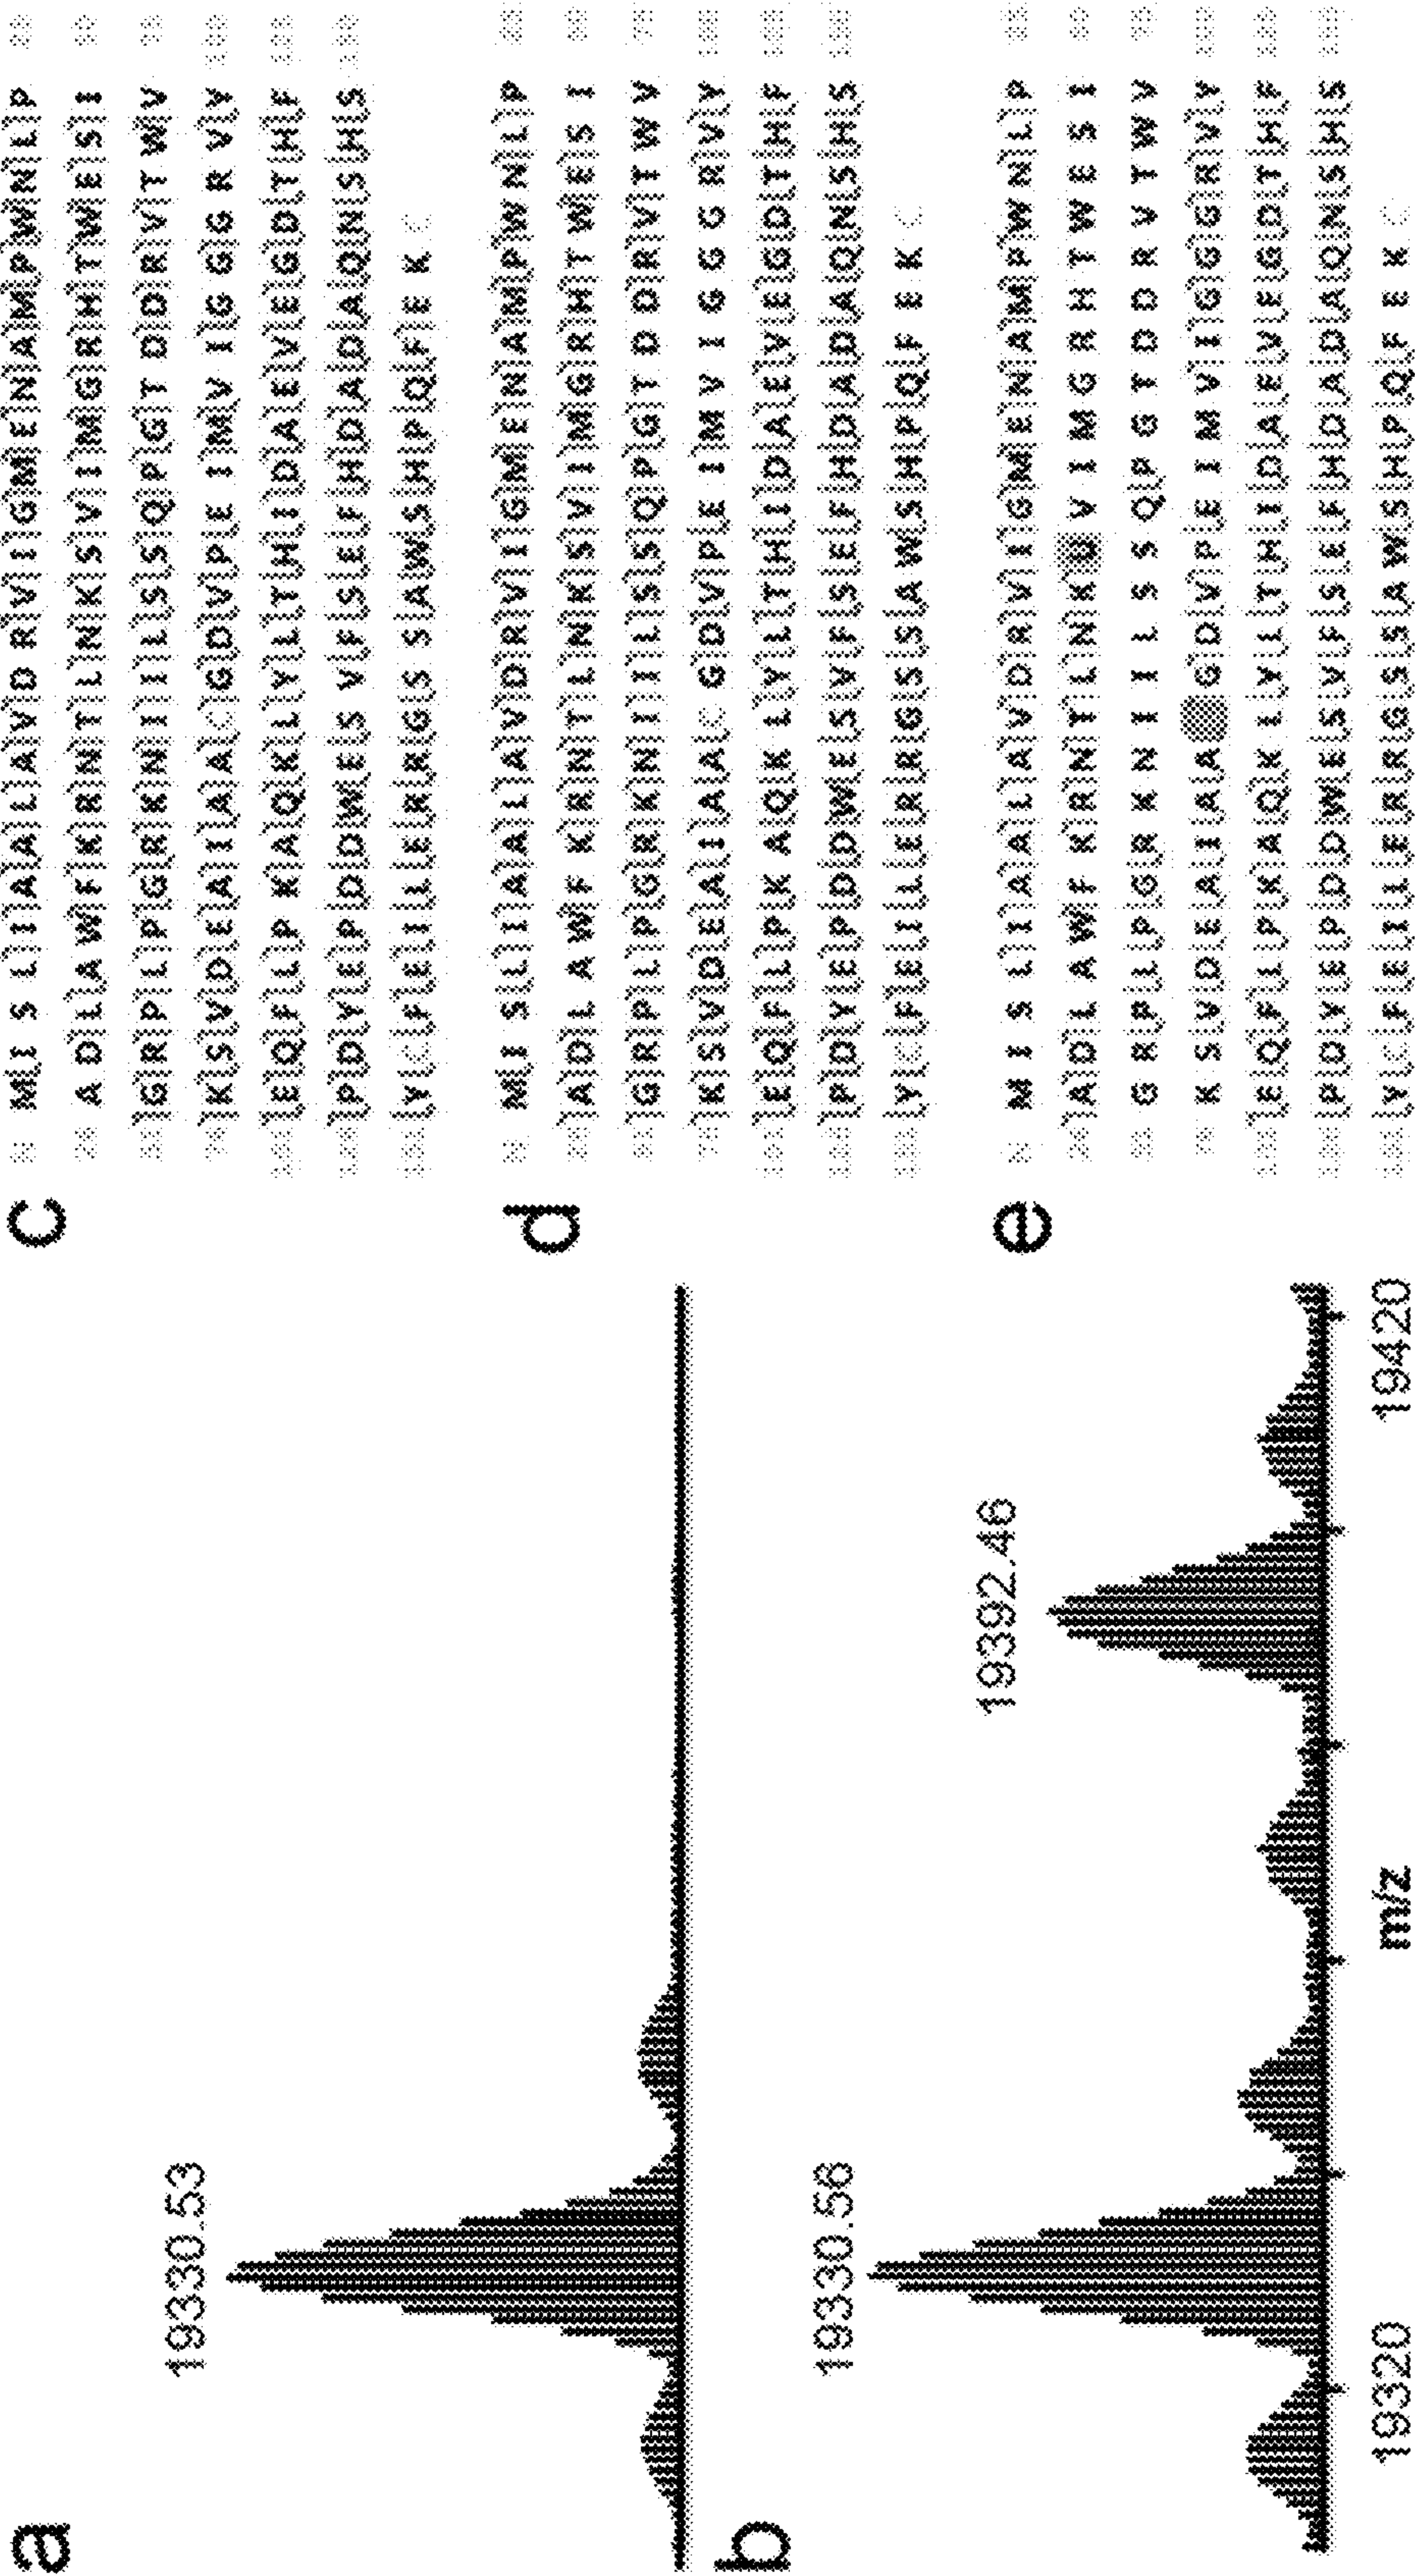 a
19330.53
b
19330.56
19392.46
19320
m/z
19420
c
M I S L I A A L A V D R V I G M E N A M P W N L P
A D L A W F K R N T L N K S V I M G R H T W E S I
G R P L P G R K N I I L S S Q P G T D D R V T W V
K S V D E A I A A C G D V P E I M V I G G G R V Y
E Q F L P K A Q K L Y L T H I D A E V E G D T H F
P D Y E P D D W E S V F S E F H D A D A Q N S H S
Y C F E I L E R R G S S A W S H P Q F E K C
d
M I S L I A A L A V D R V I G M E N A M P W N L P
A D L A W F K R N T L N K S V I M G R H T W E S I
G R P L P G R K N I I L S S Q P G T D D R V T W V
K S V D E A I A A C G D V P E I M V I G G G R V Y
E Q F L P K A Q K L Y L T H I D A E V E G D T H F
P D Y E P D D W E S V F S E F H D A D A Q N S H S
Y C F E I L E R R G S S A W S H P Q F E K C
e
M I S L I A A L A V D R V I G M E N A M P W N L P
A D L A W F K R N T L N K U V I M G R H T W E S I
G R P L P G R K N I I L S S Q P G T D D R V T W V
K S V D E A I A A G D V P E I M V I G G G R V Y
E Q F L P K A Q K L Y L T H I D A E V E G D T H F
P D Y E P D D W E S V F S E F H D A D A Q N S H S
Y C F E I L E R R G S S A W S H P Q F E K C